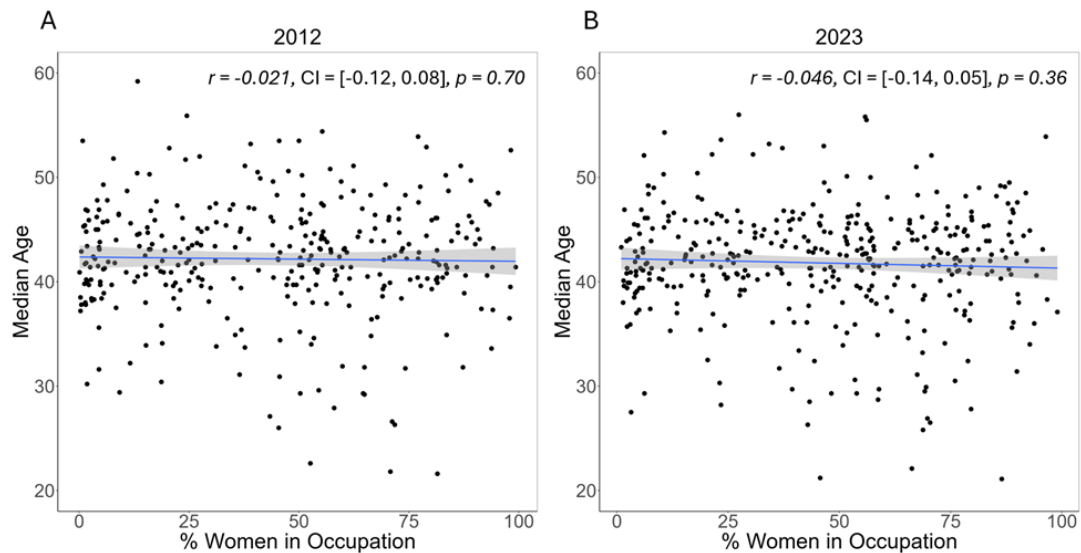 A
2012
r = -0.021, CI = [-0.12, 0.08], p = 0.70
Median Age
60
50
40
30
20
0 25 50 75 100
% Women in Occupation
B
2023
r = -0.046, CI = [-0.14, 0.05], p = 0.36
Median Age
60
50
40
30
20
0 25 50 75 100
% Women in Occupation